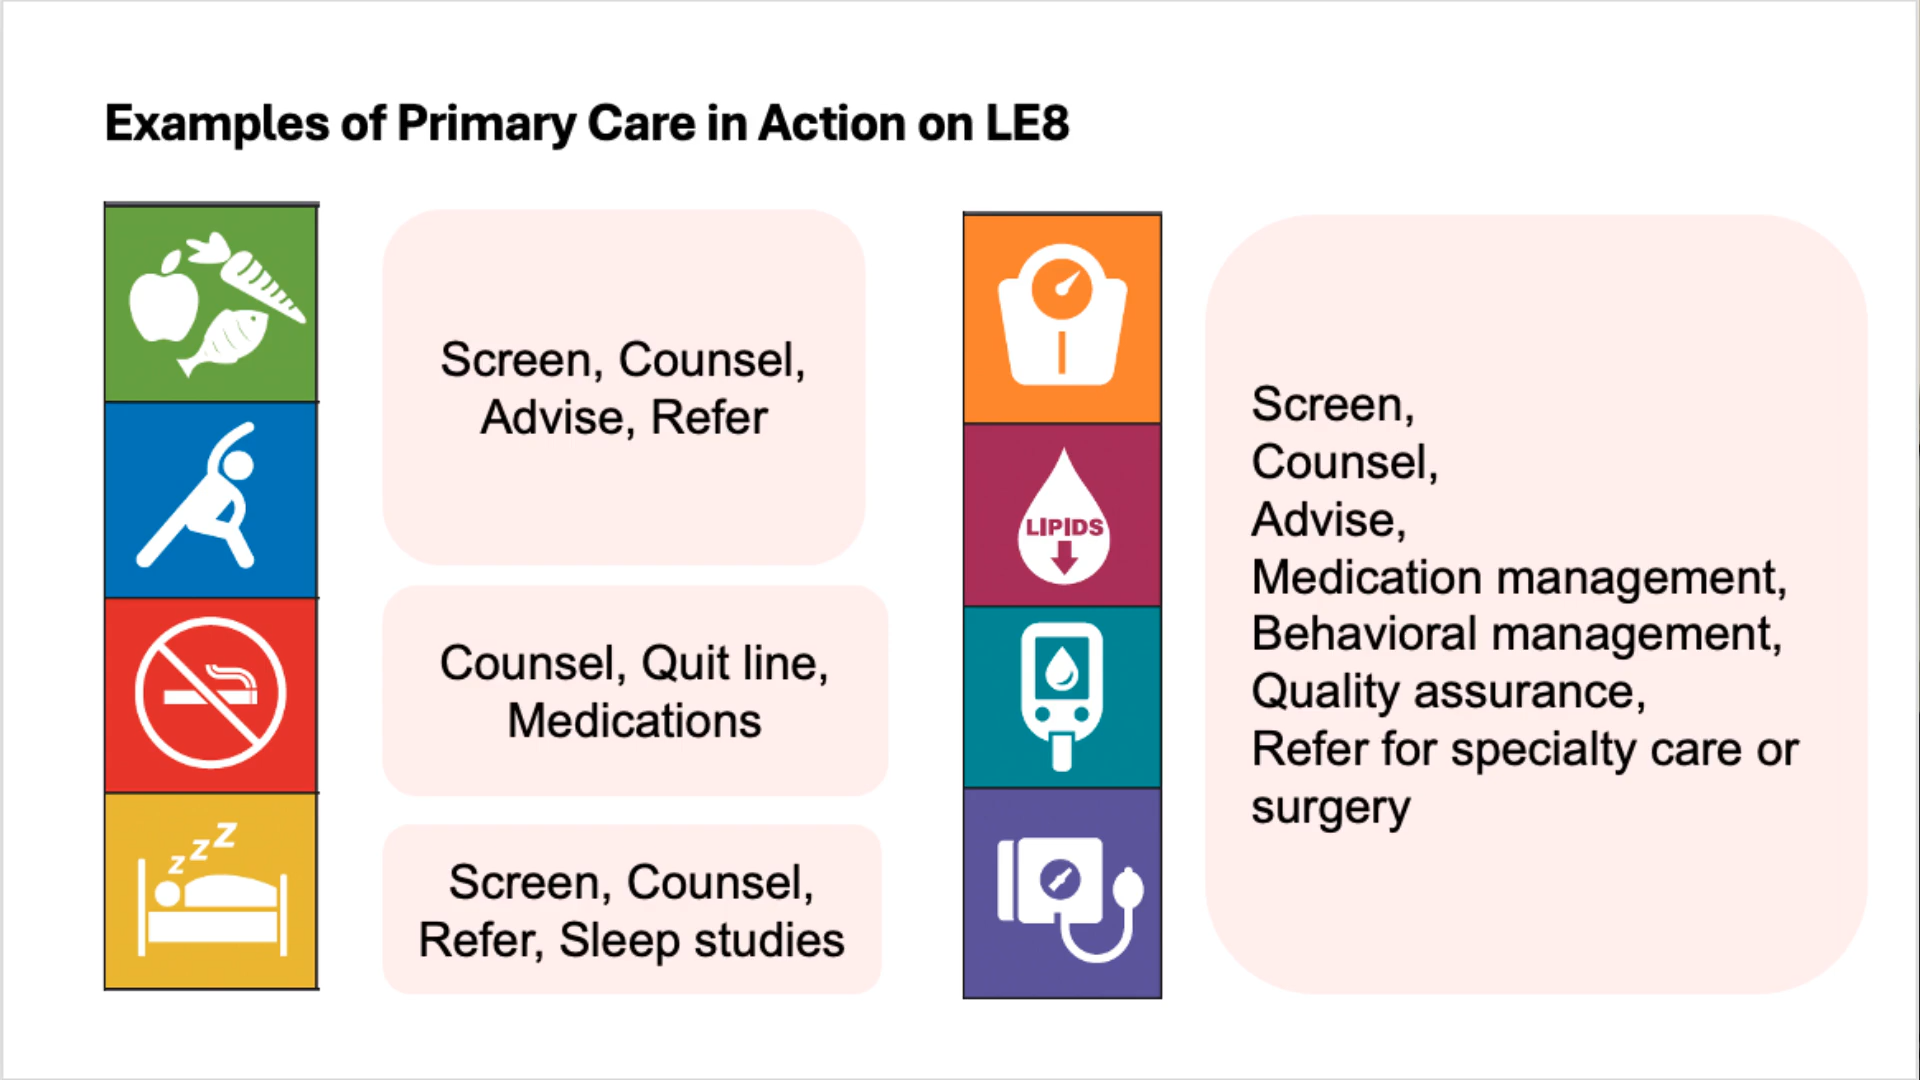 Examples of Primary Care in Action on LE8
Screen, Counsel,
Advise, Refer
Counsel, Quit line,
Medications
zzz
Screen, Counsel,
Refer, Sleep studies
LIPIDS
Screen,
Counsel,
Advise,
Medication management,
Behavioral management,
Quality assurance,
Refer for specialty care or
surgery